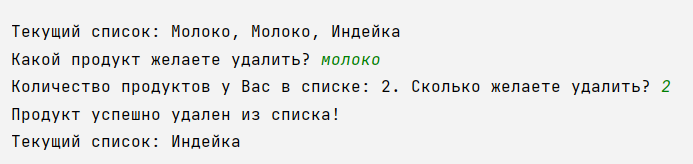 Текущий список: Молоко, Молоко, Индейка
Какой продукт желаете удалить? молоко
Количество продуктов у Вас в списке: 2. Сколько желаете удалить? 2
Продукт успешно удален из списка!
Текущий список: Индейка